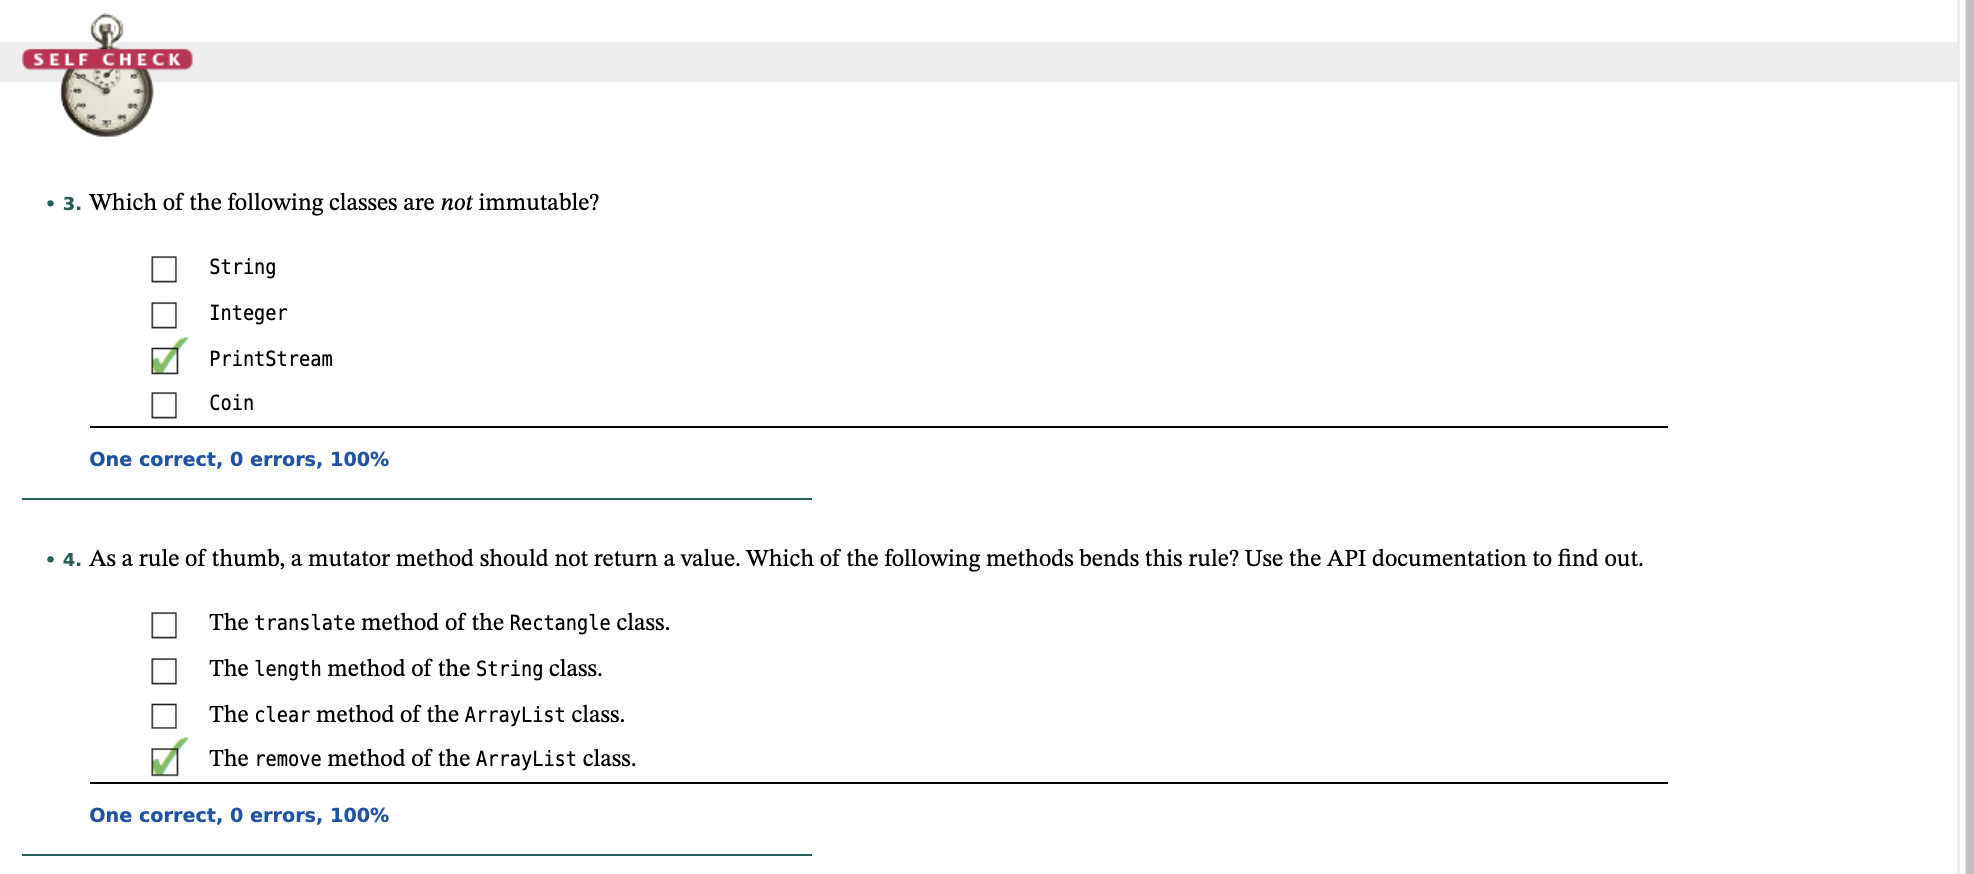 SELF CHECK
• 3. Which of the following classes are not immutable?
String
Integer
PrintStream
Coin
One correct, 0 errors, 100%
• 4. As a rule of thumb, a mutator method should not return a value. Which of the following methods bends this rule? Use the API documentation to find out.
The translate method of the Rectangle class.
The length method of the String class.
The clear method of the ArrayList class.
The remove method of the ArrayList class.
One correct, 0 errors, 100%